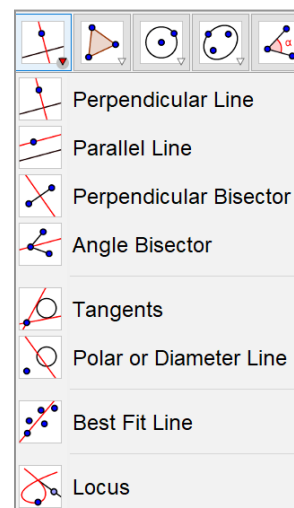 α
Perpendicular Line
Parallel Line
Perpendicular Bisector
Angle Bisector
Tangents
Polar or Diameter Line
Best Fit Line
Locus